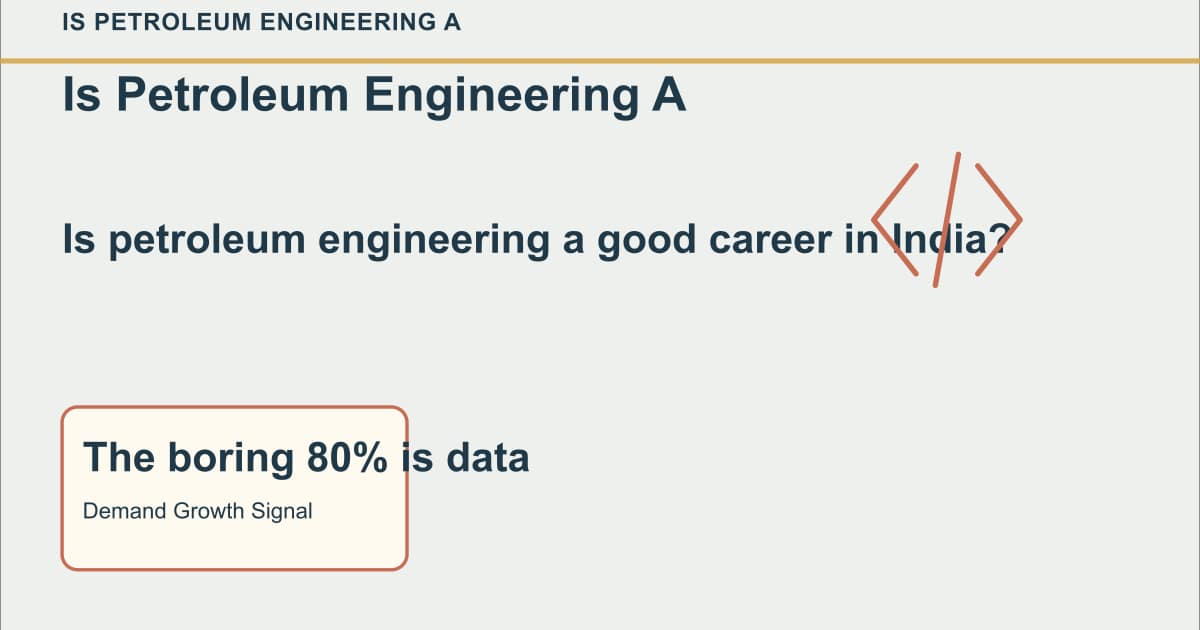 IS PETROLEUM ENGINEERING A
Is Petroleum Engineering A
Is petroleum engineering a good career in India?
The boring 80% is data
Demand Growth Signal